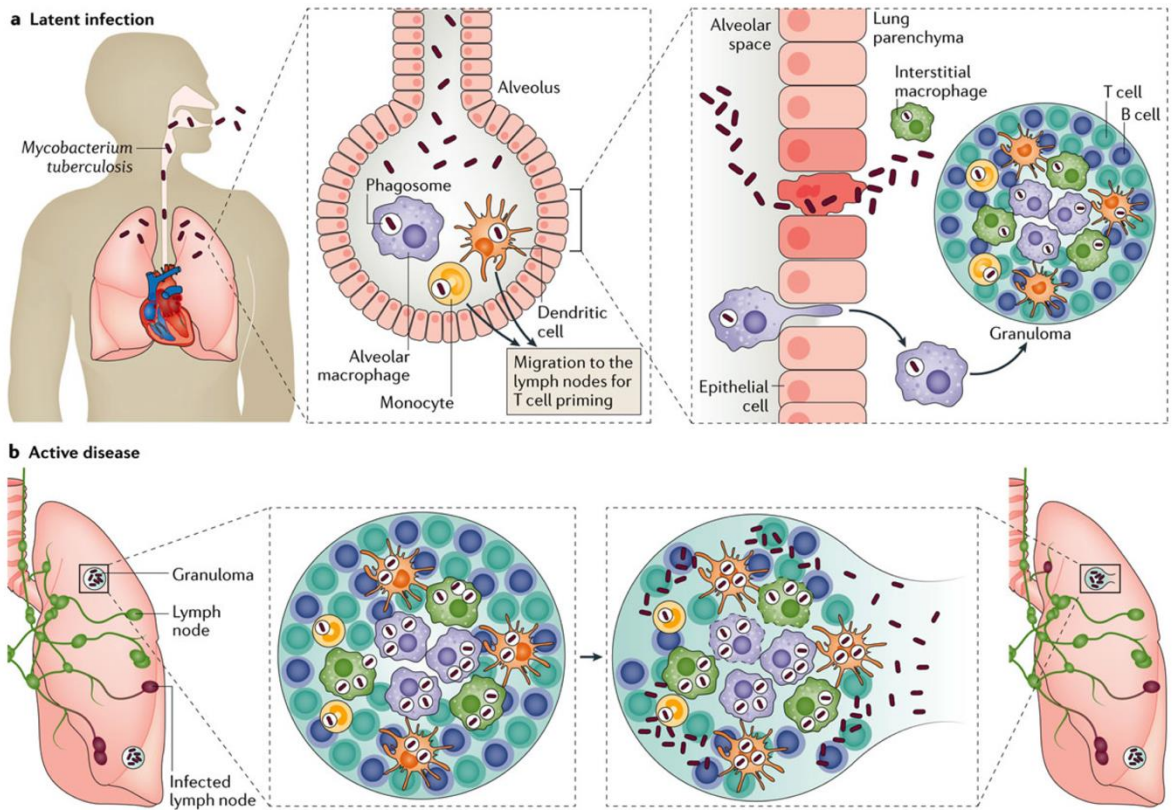 a Latent infection
Mycobacterium
tuberculosis
Alveolus
Phagosome
Dendritic
cell
Alveolar
macrophage
Monocyte
Migration to the
lymph nodes for
T cell priming
Alveolar
space
Lung
parenchyma
Interstitial
macrophage
T cell
B cell
Granuloma
Epithelial
cell
b Active disease
Granuloma
Lymph
node
Infected
lymph node